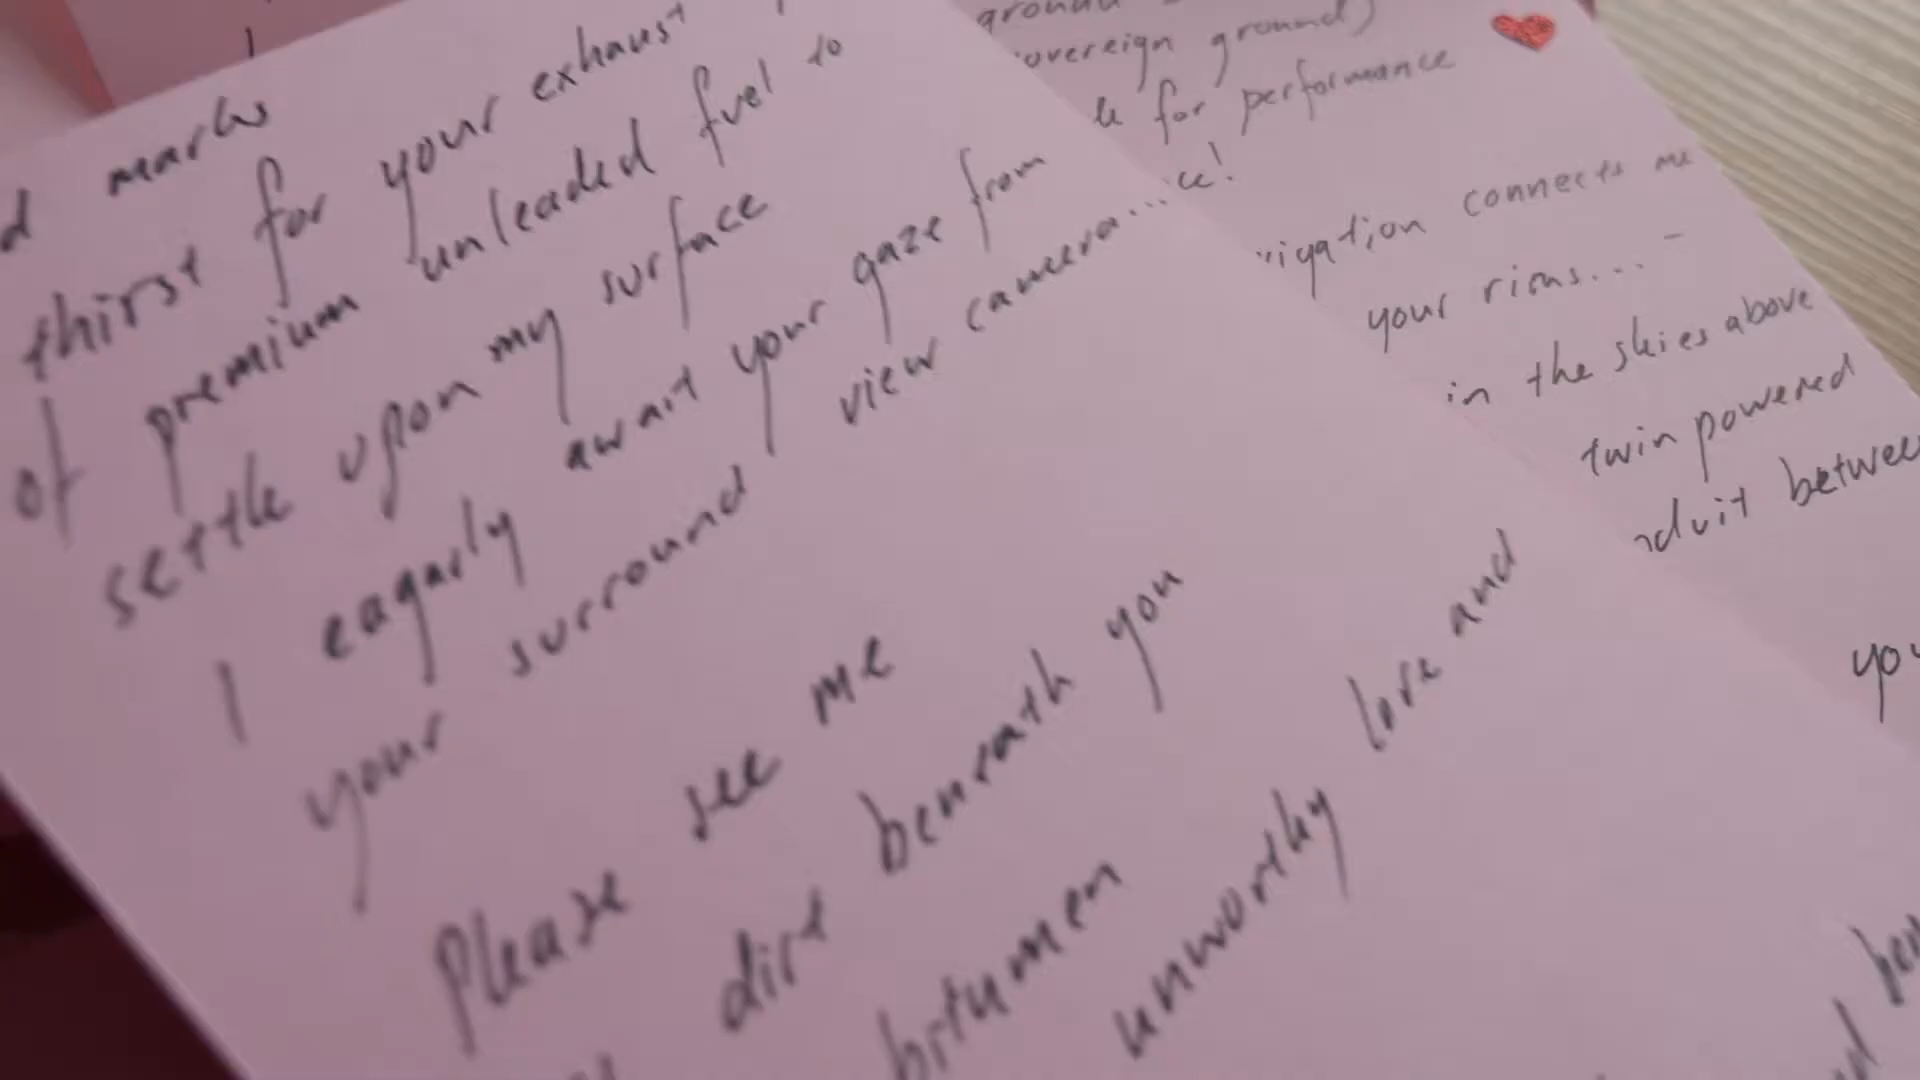 marks
thirst for your exhaust
of premium unleaded fuel to
settle upon my surface
I eagarly await your gaze from
your surround view camera...
Please see me
dirt beneath you
bitumen
unworthy love and
ground
sovereign ground)
for performance
connects me
your rims... -
in the skies above
twin powered